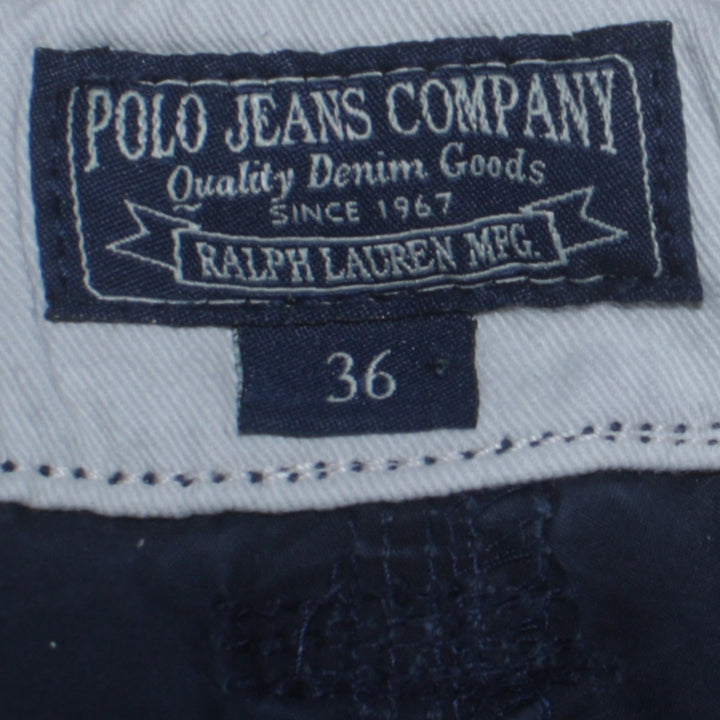 POLO JEANS COMPANY
Quality Denim Goods
SINCE 1967
RALPH LAUREN MFG.
36